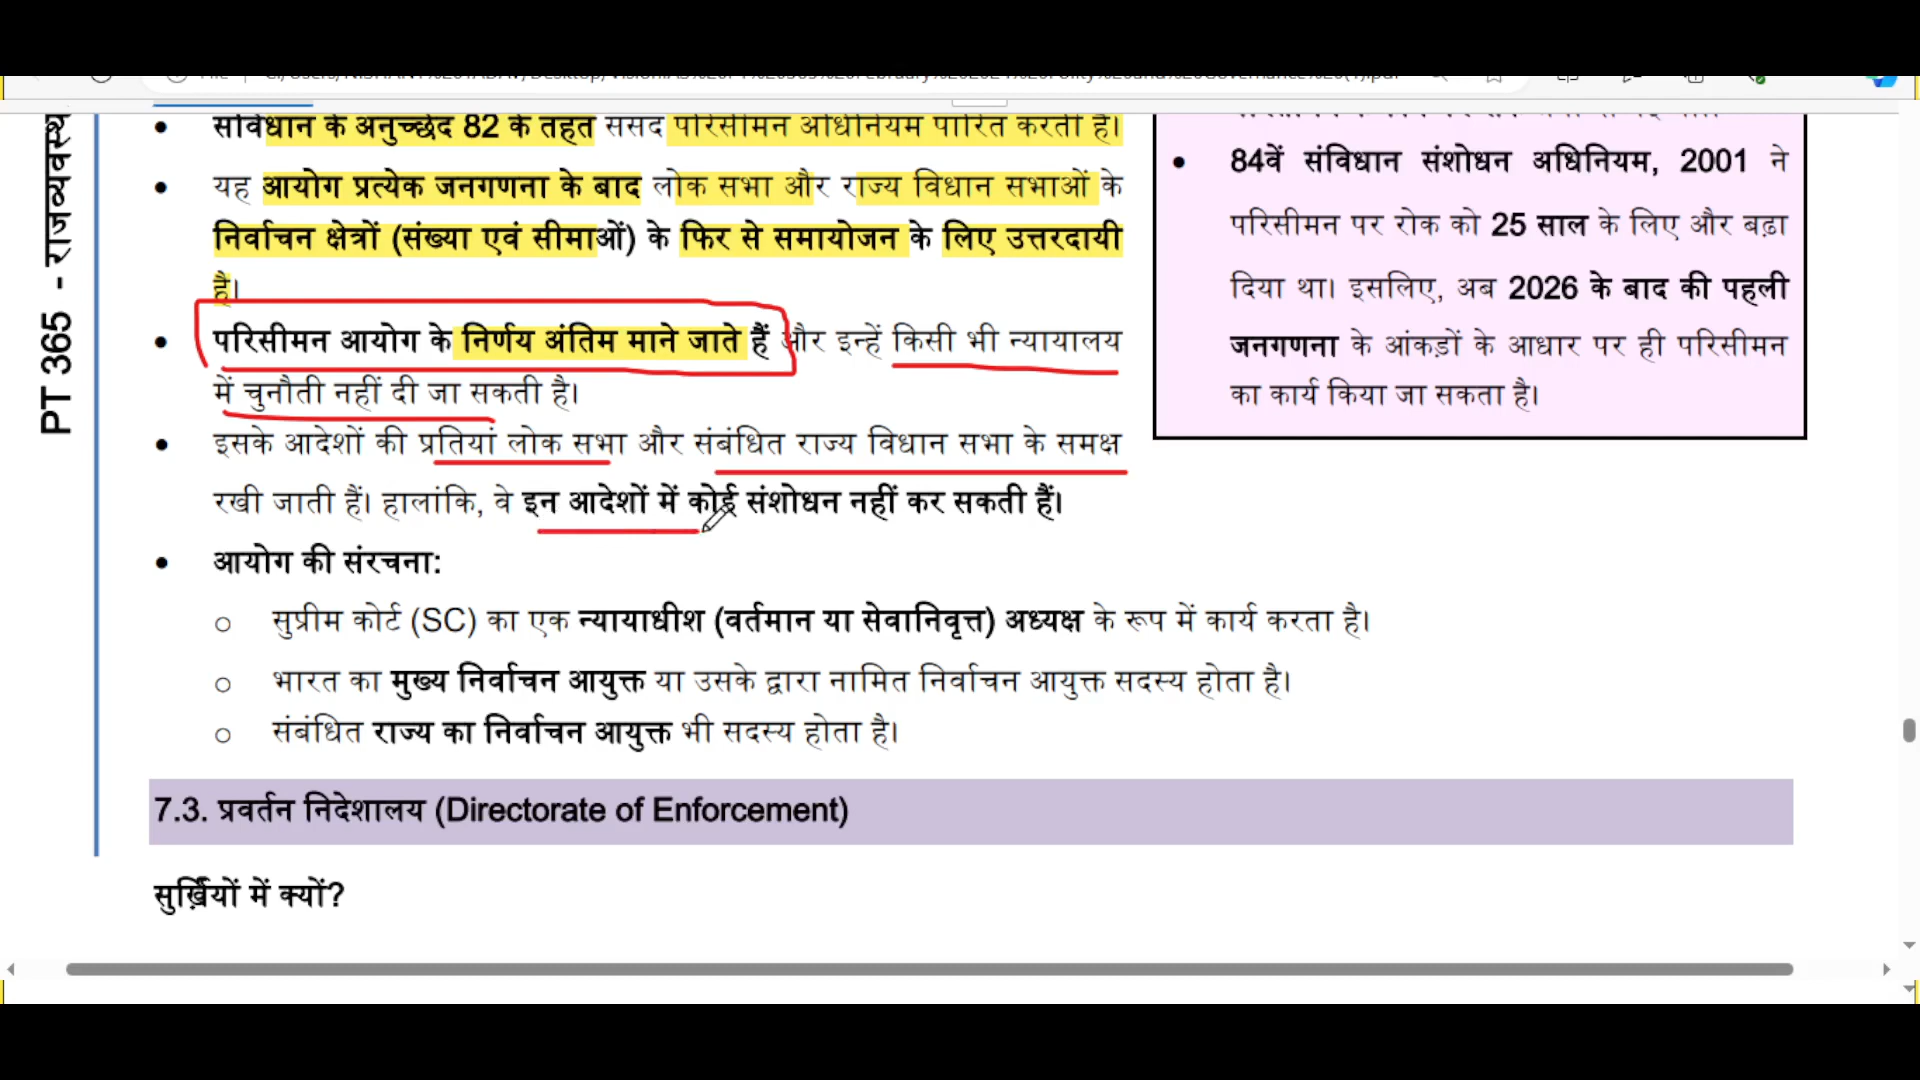 PT 365 - राजव्यवस्थ
संविधान के अनुच्छेद 82 के तहत संसद परिसीमन अधिनियम पारित करती है।
• यह आयोग प्रत्येक जनगणना के बाद लोक सभा और राज्य विधान सभाओं के
निर्वाचन क्षेत्रों (संख्या एवं सीमाओं) के फिर से समायोजन के लिए उत्तरदायी
है।
• परिसीमन आयोग के निर्णय अंतिम माने जाते हैं और इन्हें किसी भी न्यायालय
में चुनौती नहीं दी जा सकती है।
• इसके आदेशों की प्रतियां लोक सभा और संबंधित राज्य विधान सभा के समक्ष
रखी जाती हैं। हालांकि, वे इन आदेशों में कोई संशोधन नहीं कर सकती हैं।
• आयोग की संरचना:
○ सुप्रीम कोर्ट (SC) का एक न्यायाधीश (वर्तमान या सेवानिवृत्त) अध्यक्ष के रूप में कार्य करता है।
○ भारत का मुख्य निर्वाचन आयुक्त या उसके द्वारा नामित निर्वाचन आयुक्त सदस्य होता है।
○ संबंधित राज्य का निर्वाचन आयुक्त भी सदस्य होता है।
• 84वें संविधान संशोधन अधिनियम, 2001 ने
परिसीमन पर रोक को 25 साल के लिए और बढ़ा
दिया था। इसलिए, अब 2026 के बाद की पहली
जनगणना के आंकड़ों के आधार पर ही परिसीमन
का कार्य किया जा सकता है।
7.3. प्रवर्तन निदेशालय (Directorate of Enforcement)
सुर्ख़ियों में क्यों?